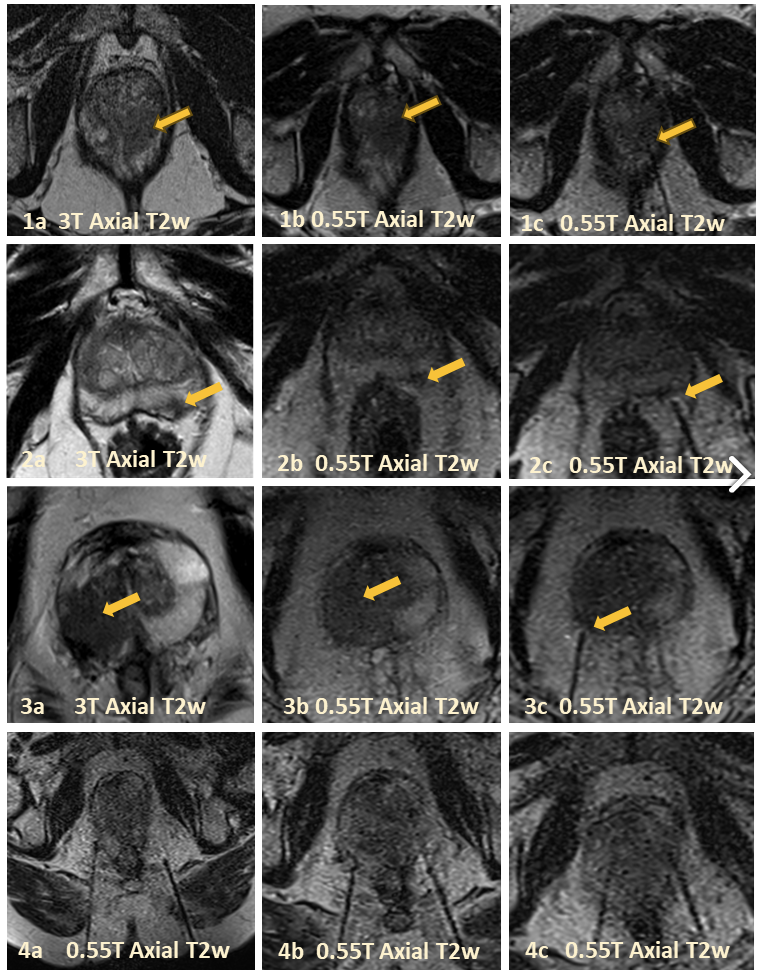 1a 3T Axial T2w
1b 0.55T Axial T2w
1c 0.55T Axial T2w
2a 3T Axial T2w
2b 0.55T Axial T2w
2c 0.55T Axial T2w
3a 3T Axial T2w
3b 0.55T Axial T2w
3c 0.55T Axial T2w
4a 0.55T Axial T2w
4b 0.55T Axial T2w
4c 0.55T Axial T2w